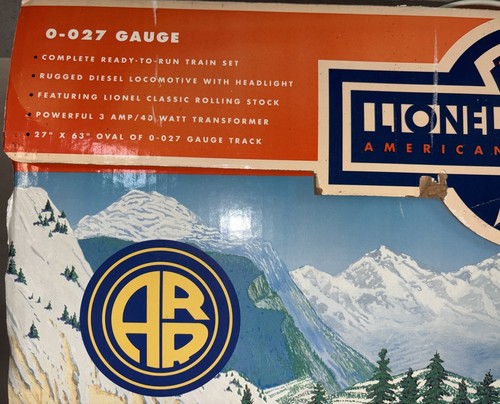 0-027 GAUGE
• COMPLETE READY-TO-RUN TRAIN SET
• RUGGED DIESEL LOCOMOTIVE WITH HEADLIGHT
• FEATURING LIONEL CLASSIC ROLLING STOCK
• POWERFUL 3 AMP/40 WATT TRANSFORMER
• 27" X 63" OVAL OF 0-027 GAUGE TRACK
LIONEL
AMERICAN
ARR